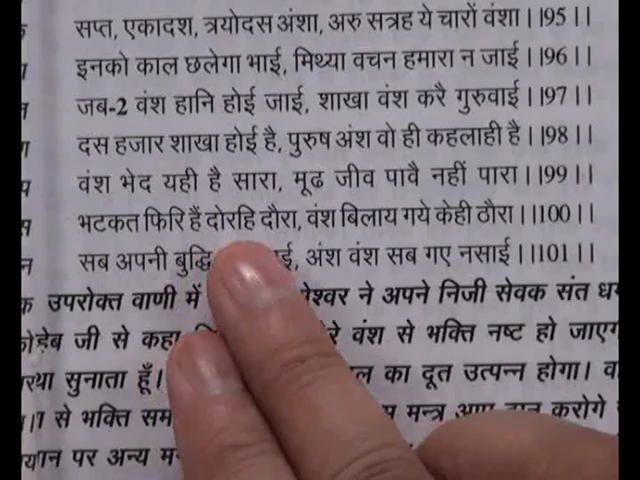 सप्त, एकादश, त्रयोदस अंशा, अरु सत्रह ये चारों वंशा।।95।।
इनको काल छलेगा भाई, मिथ्या वचन हमारा न जाई।।96।।
जब-2 वंश हानि होई जाई, शाखा वंश करै गुरुवाई।।97।।
दस हजार शाखा होई है, पुरुष अंश वो ही कहलाही है।।98।।
वंश भेद यही है सारा, मूढ जीव पावै नहीं पारा।।99।।
भटकत फिरि हैं दोरहि दौरा, वंश बिलाय गये केही ठौरा।।100।।
सब अपनी बुद्धि अंश वंश सब गए नसाई।।101।।
उपरोक्त वाणी में ने अपने निजी सेवक संत
जी से कहा वंश से भक्ति नष्ट हो
सुनाता हूँ। का दूत उत्पन्न होगा।
से भक्ति मन्त्र करोगे
पर अन्य